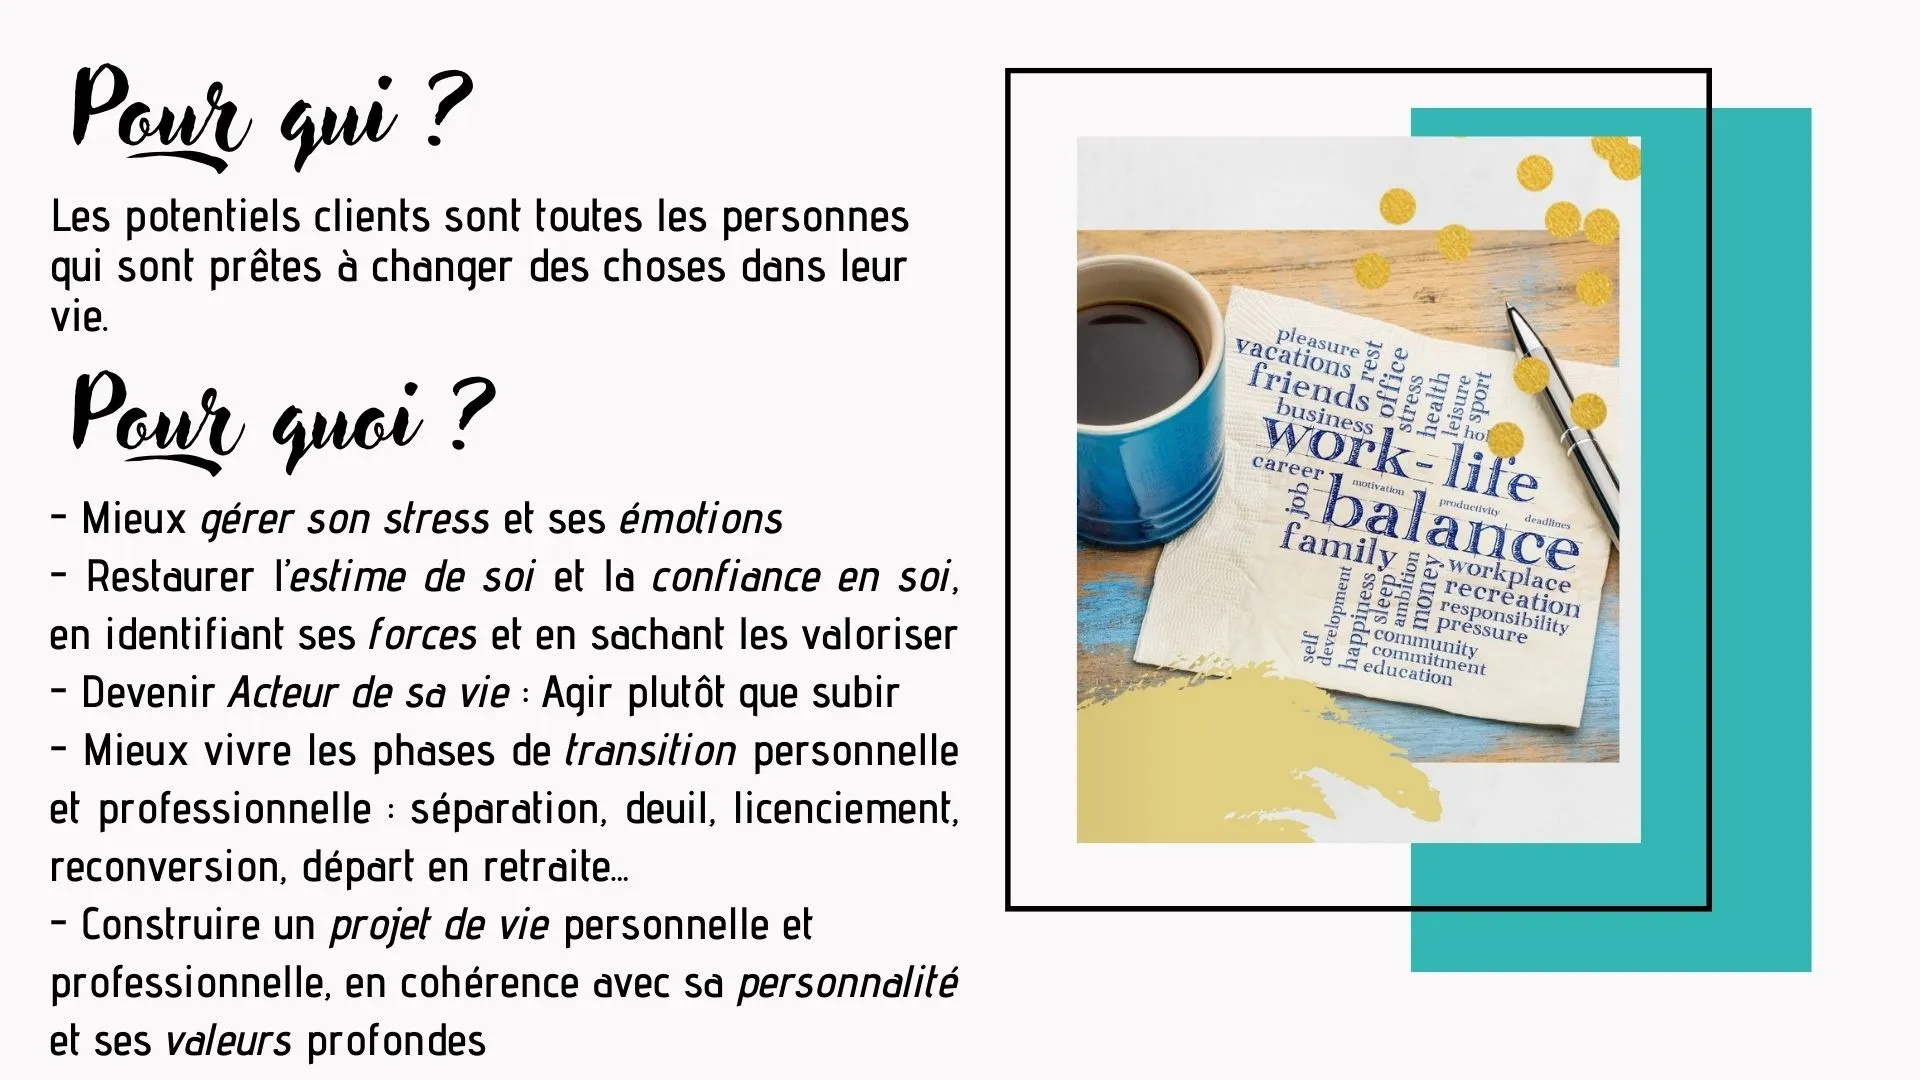 Pour qui ?
Les potentiels clients sont toutes les personnes
qui sont prêtes à changer des choses dans leur
vie.
Pour quoi ?
- Mieux gérer son stress et ses émotions
- Restaurer l'estime de soi et la confiance en soi,
en identifiant ses forces et en sachant les valoriser
- Devenir Acteur de sa vie : Agir plutôt que subir
- Mieux vivre les phases de transition personnelle
et professionnelle : séparation, deuil, licenciement,
reconversion, départ en retraite...
- Construire un projet de vie personnelle et
professionnelle, en cohérence avec sa personnalité
et ses valeurs profondes
pleasure
vacations
rest
friends
office
stress
health
leisure
sport
business
work-life
career
motivation
productivity
deadlines
job
balance
family
workplace
recreation
responsibility
pressure
money
ambition
sleep
happiness
self
development
community
commitment
education